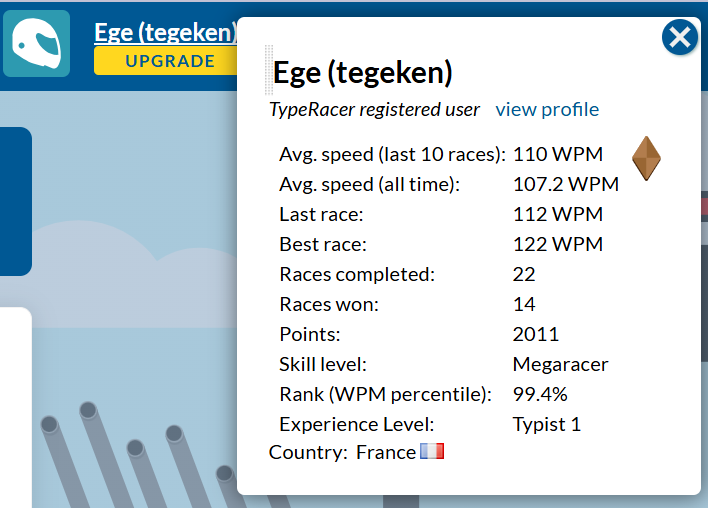 Ege (tegeken)
UPGRADE
Ege (tegeken)
TypeRacer registered user view profile
Avg. speed (last 10 races): 110 WPM
Avg. speed (all time): 107.2 WPM
Last race: 112 WPM
Best race: 122 WPM
Races completed: 22
Races won: 14
Points: 2011
Skill level: Megaracer
Rank (WPM percentile): 99.4%
Experience Level: Typist 1
Country: France